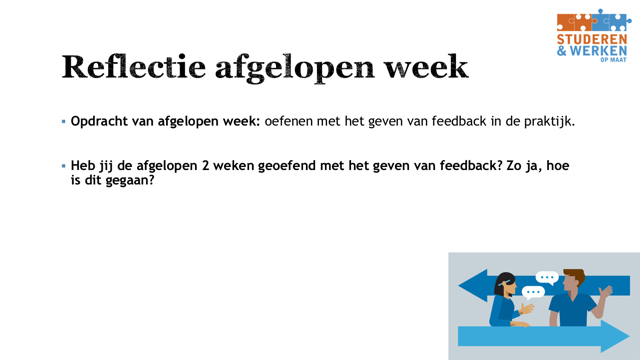 STUDEREN
& WERKEN
OP MAAT
Reflectie afgelopen week
▪ Opdracht van afgelopen week: oefenen met het geven van feedback in de praktijk.
▪ Heb jij de afgelopen 2 weken geoefend met het geven van feedback? Zo ja, hoe
is dit gegaan?